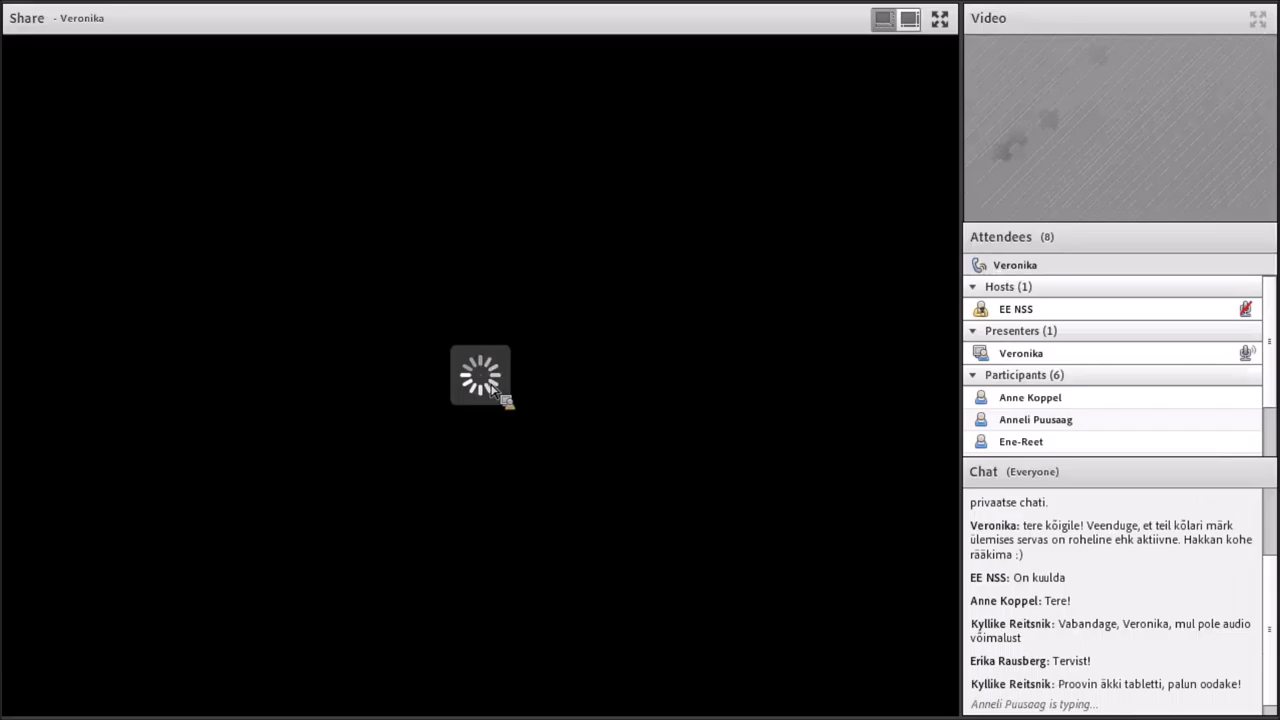 Share - Veronika
Video
Attendees (8)
Veronika
Hosts (1)
EE NSS
Presenters (1)
Veronika
Participants (6)
Anne Koppel
Anneli Puusaag
Ene-Reet
Chat (Everyone)
privaatse chati.
Veronika: tere kõigile! Veenduge, et teil kõlari märk
ülemises servas on roheline ehk aktiivne. Hakkan kohe
rääkima :)
EE NSS: On kuulda
Anne Koppel: Tere!
Kyllike Reitsnik: Vabandage, Veronika, mul pole audio
võimalust
Erika Rausberg: Tervist!
Kyllike Reitsnik: Proovin äkki tabletti, palun oodake!
Anneli Puusaag is typing...